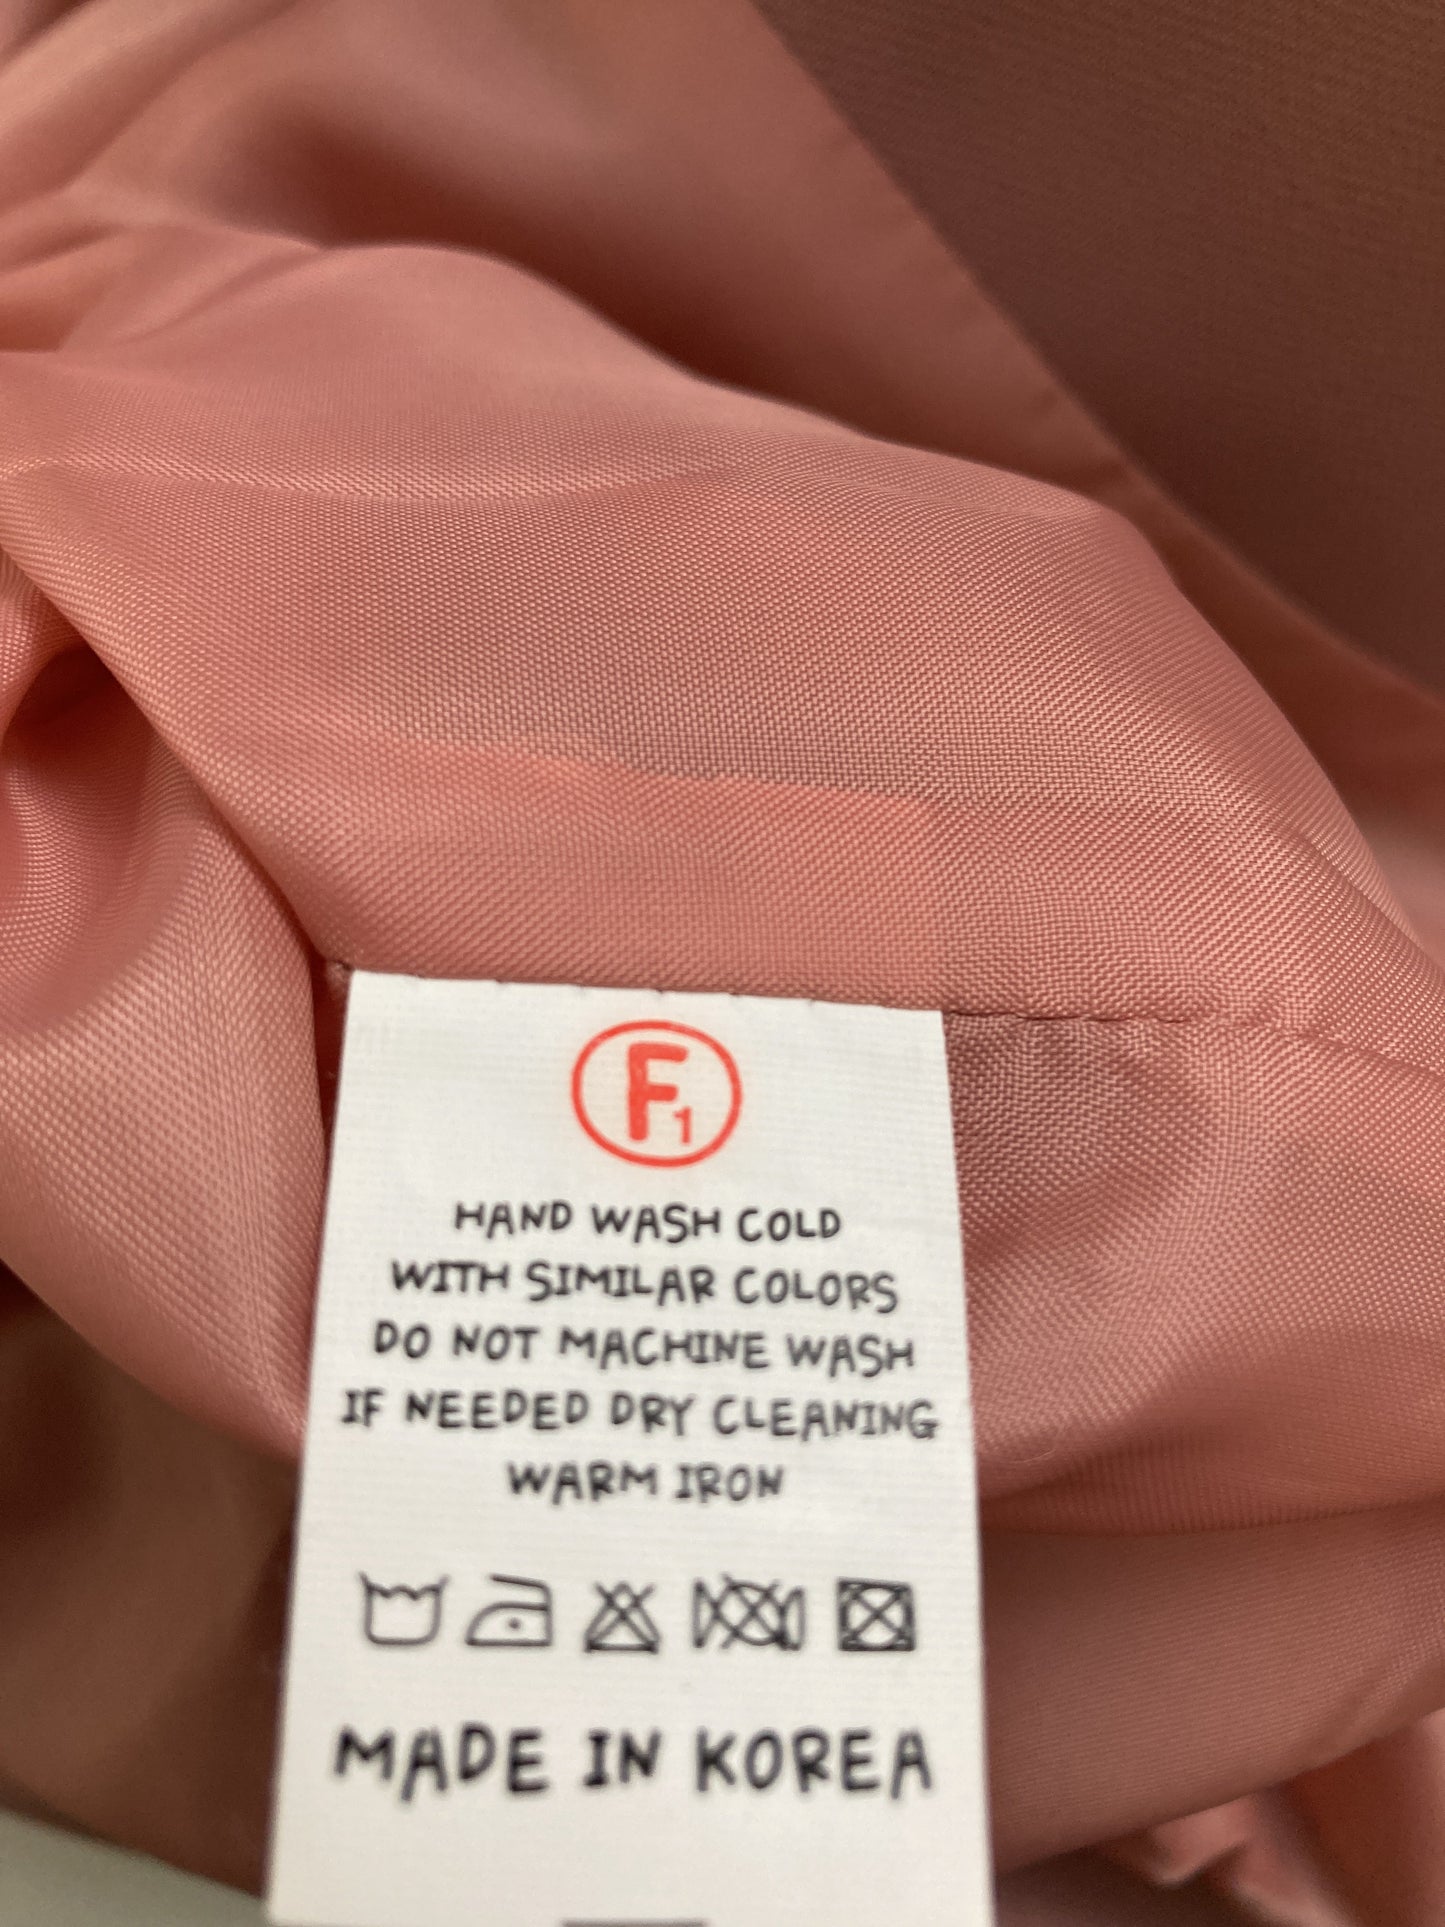 F1
HAND WASH COLD
WITH SIMILAR COLORS
DO NOT MACHINE WASH
IF NEEDED DRY CLEANING
WARM IRON
MADE IN KOREA